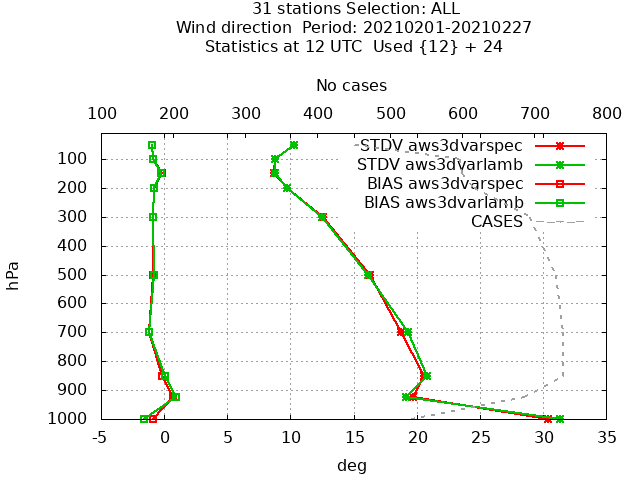 31 stations Selection: ALL
Wind direction  Period: 20210201-20210227
Statistics at 12 UTC  Used {12} + 24
No cases
100 200 300 400 500 600 700 800
STDV aws3dvarspec
STDV aws3dvarlamb
BIAS aws3dvarspec
BIAS aws3dvarlamb
CASES
hPa
100
200
300
400
500
600
700
800
900
1000
-5 0 5 10 15 20 25 30 35
deg